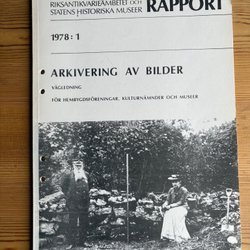 RIKSANTIKVARIEÄMBETET OCH
STATENS HISTORISKA MUSEER
RAPPORT
1978:1
ARKIVERING AV BILDER
VÄGLEDNING
FÖR HEMBYGDSFÖRENINGAR, KULTURNÄMNDER OCH MUSEER